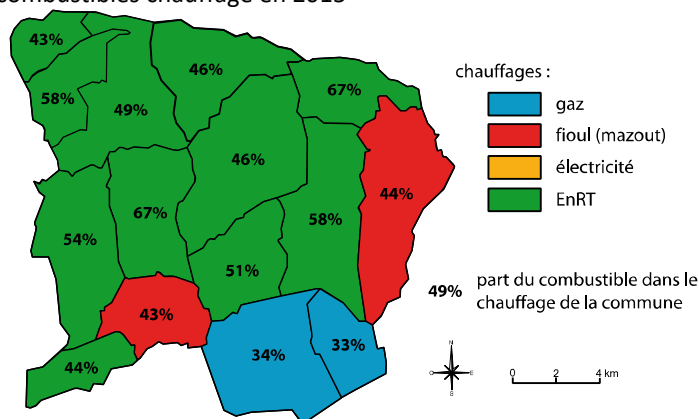 combustibles chauffage en 2015
43%
46%
67%
58%
49%
46%
44%
67%
58%
54%
51%
43%
34%
33%
44%
chauffages :
gaz
fioul (mazout)
électricité
EnRT
49% part du combustible dans le
chauffage de la commune
N
O E
S
0 2 4 km